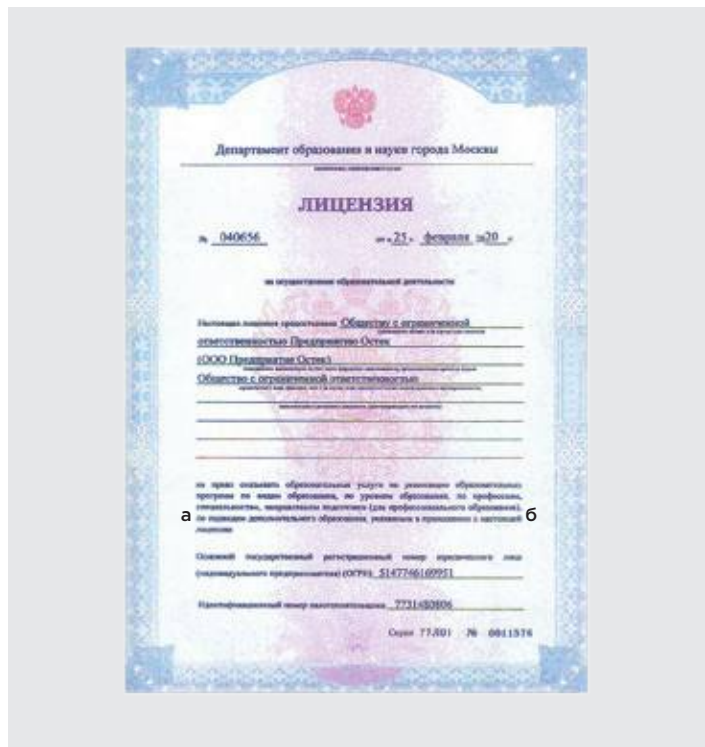 Департамент образования и науки города Москвы
ЛИЦЕНЗИЯ
№ 040656 от «25» февраля 2020 г
на осуществление образовательной деятельности
Настоящая лицензия предоставлена Обществу с ограниченной
ответственностью Предприятию Остек
(ООО Предприятие Остек)
Общество с ограниченной ответственностью
на право оказывать образовательные услуги по реализации образовательных
программ по видам образования, по уровням образования, по профессиям,
специальностям, направлениям подготовки (для профессионального образования),
а по подвидам дополнительного образования, указанным в приложении к настоящей б
лицензии
Основной государственный регистрационный номер юридического лица
(индивидуального предпринимателя) (ОГРН) 5147746169951
Идентификационный номер налогоплательщика
Серия 77Л01 № 0011576